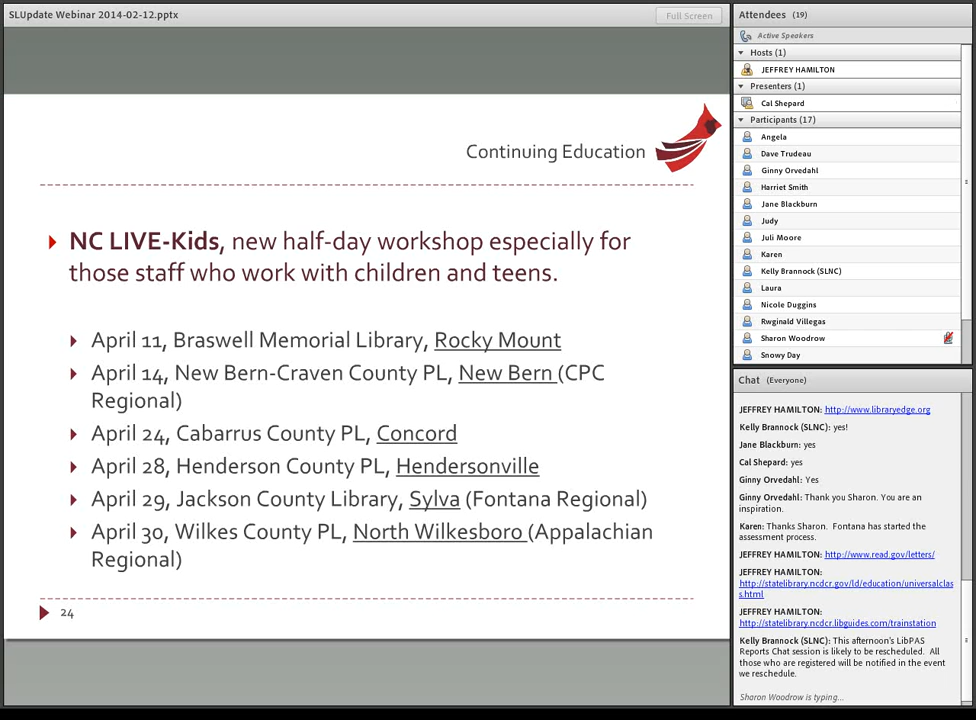 SLUpdate Webinar 2014-02-12.pptx
Full Screen
Continuing Education
NC LIVE-Kids, new half-day workshop especially for
those staff who work with children and teens.
April 11, Braswell Memorial Library, Rocky Mount
April 14, New Bern-Craven County PL, New Bern (CPC
Regional)
April 24, Cabarrus County PL, Concord
April 28, Henderson County PL, Hendersonville
April 29, Jackson County Library, Sylva (Fontana Regional)
April 30, Wilkes County PL, North Wilkesboro (Appalachian
Regional)
24
Attendees (19)
Active Speakers
Hosts (1)
JEFFREY HAMILTON
Presenters (1)
Cal Shepard
Participants (17)
Angela
Dave Trudeau
Ginny Orvedahl
Harriet Smith
Jane Blackburn
Judy
Juli Moore
Karen
Kelly Brannock (SLNC)
Laura
Nicole Duggins
Rwginald Villegas
Sharon Woodrow
Snowy Day
Chat (Everyone)
JEFFREY HAMILTON: http://www.libraryedge.org
Kelly Brannock (SLNC): yes!
Jane Blackburn: yes
Cal Shepard: yes
Ginny Orvedahl: Yes
Ginny Orvedahl: Thank you Sharon. You are an
inspiration.
Karen: Thanks Sharon. Fontana has started the
assessment process.
JEFFREY HAMILTON: http://www.read.gov/letters/
JEFFREY HAMILTON:
http://statelibrary.ncdcr.gov/ld/education/universalclas
s.html
JEFFREY HAMILTON:
http://statelibrary.ncdcr.libguides.com/trainstation
Kelly Brannock (SLNC): This afternoon's LibPAS
Reports Chat session is likely to be rescheduled. All
those who are registered will be notified in the event
we reschedule.
Sharon Woodrow is typing...